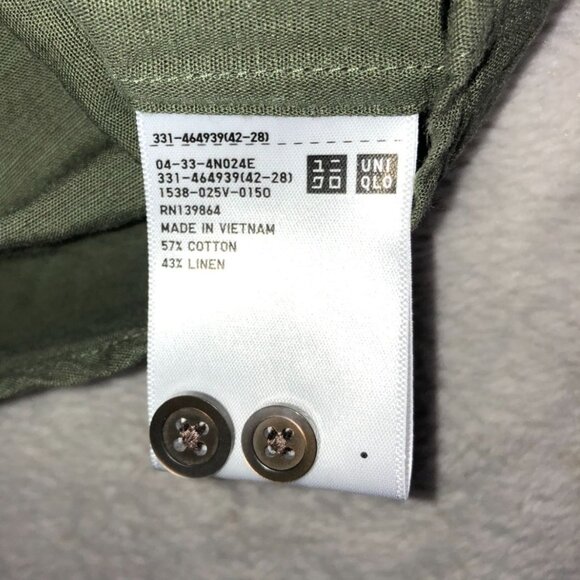 331-464939(42-28)
04-33-4N024E
331-464939(42-28)
1538-025V-0150
RN139864
MADE IN VIETNAM
57% COTTON
43% LINEN
ユニ
クロ
UNI
QLO